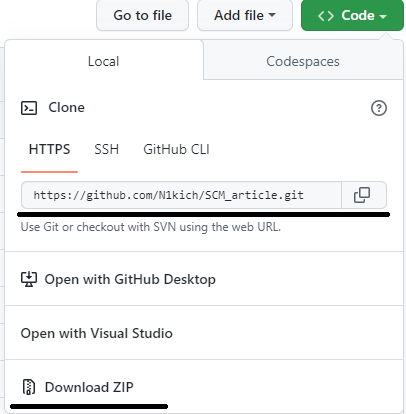 Go to file Add file Code
Local Codespaces
Clone
HTTPS SSH GitHub CLI
https://github.com/N1kich/SCM_article.git
Use Git or checkout with SVN using the web URL.
Open with GitHub Desktop
Open with Visual Studio
Download ZIP